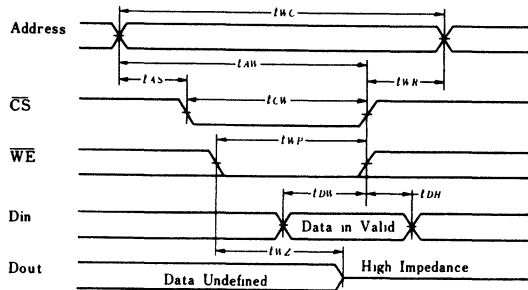 tWC
Address
tAW
tAS
tWR
CS
tCW
WE
tWP
tDW
tDH
Din
Data in Valid
tWZ
Dout
Data Undefined
High Impedance